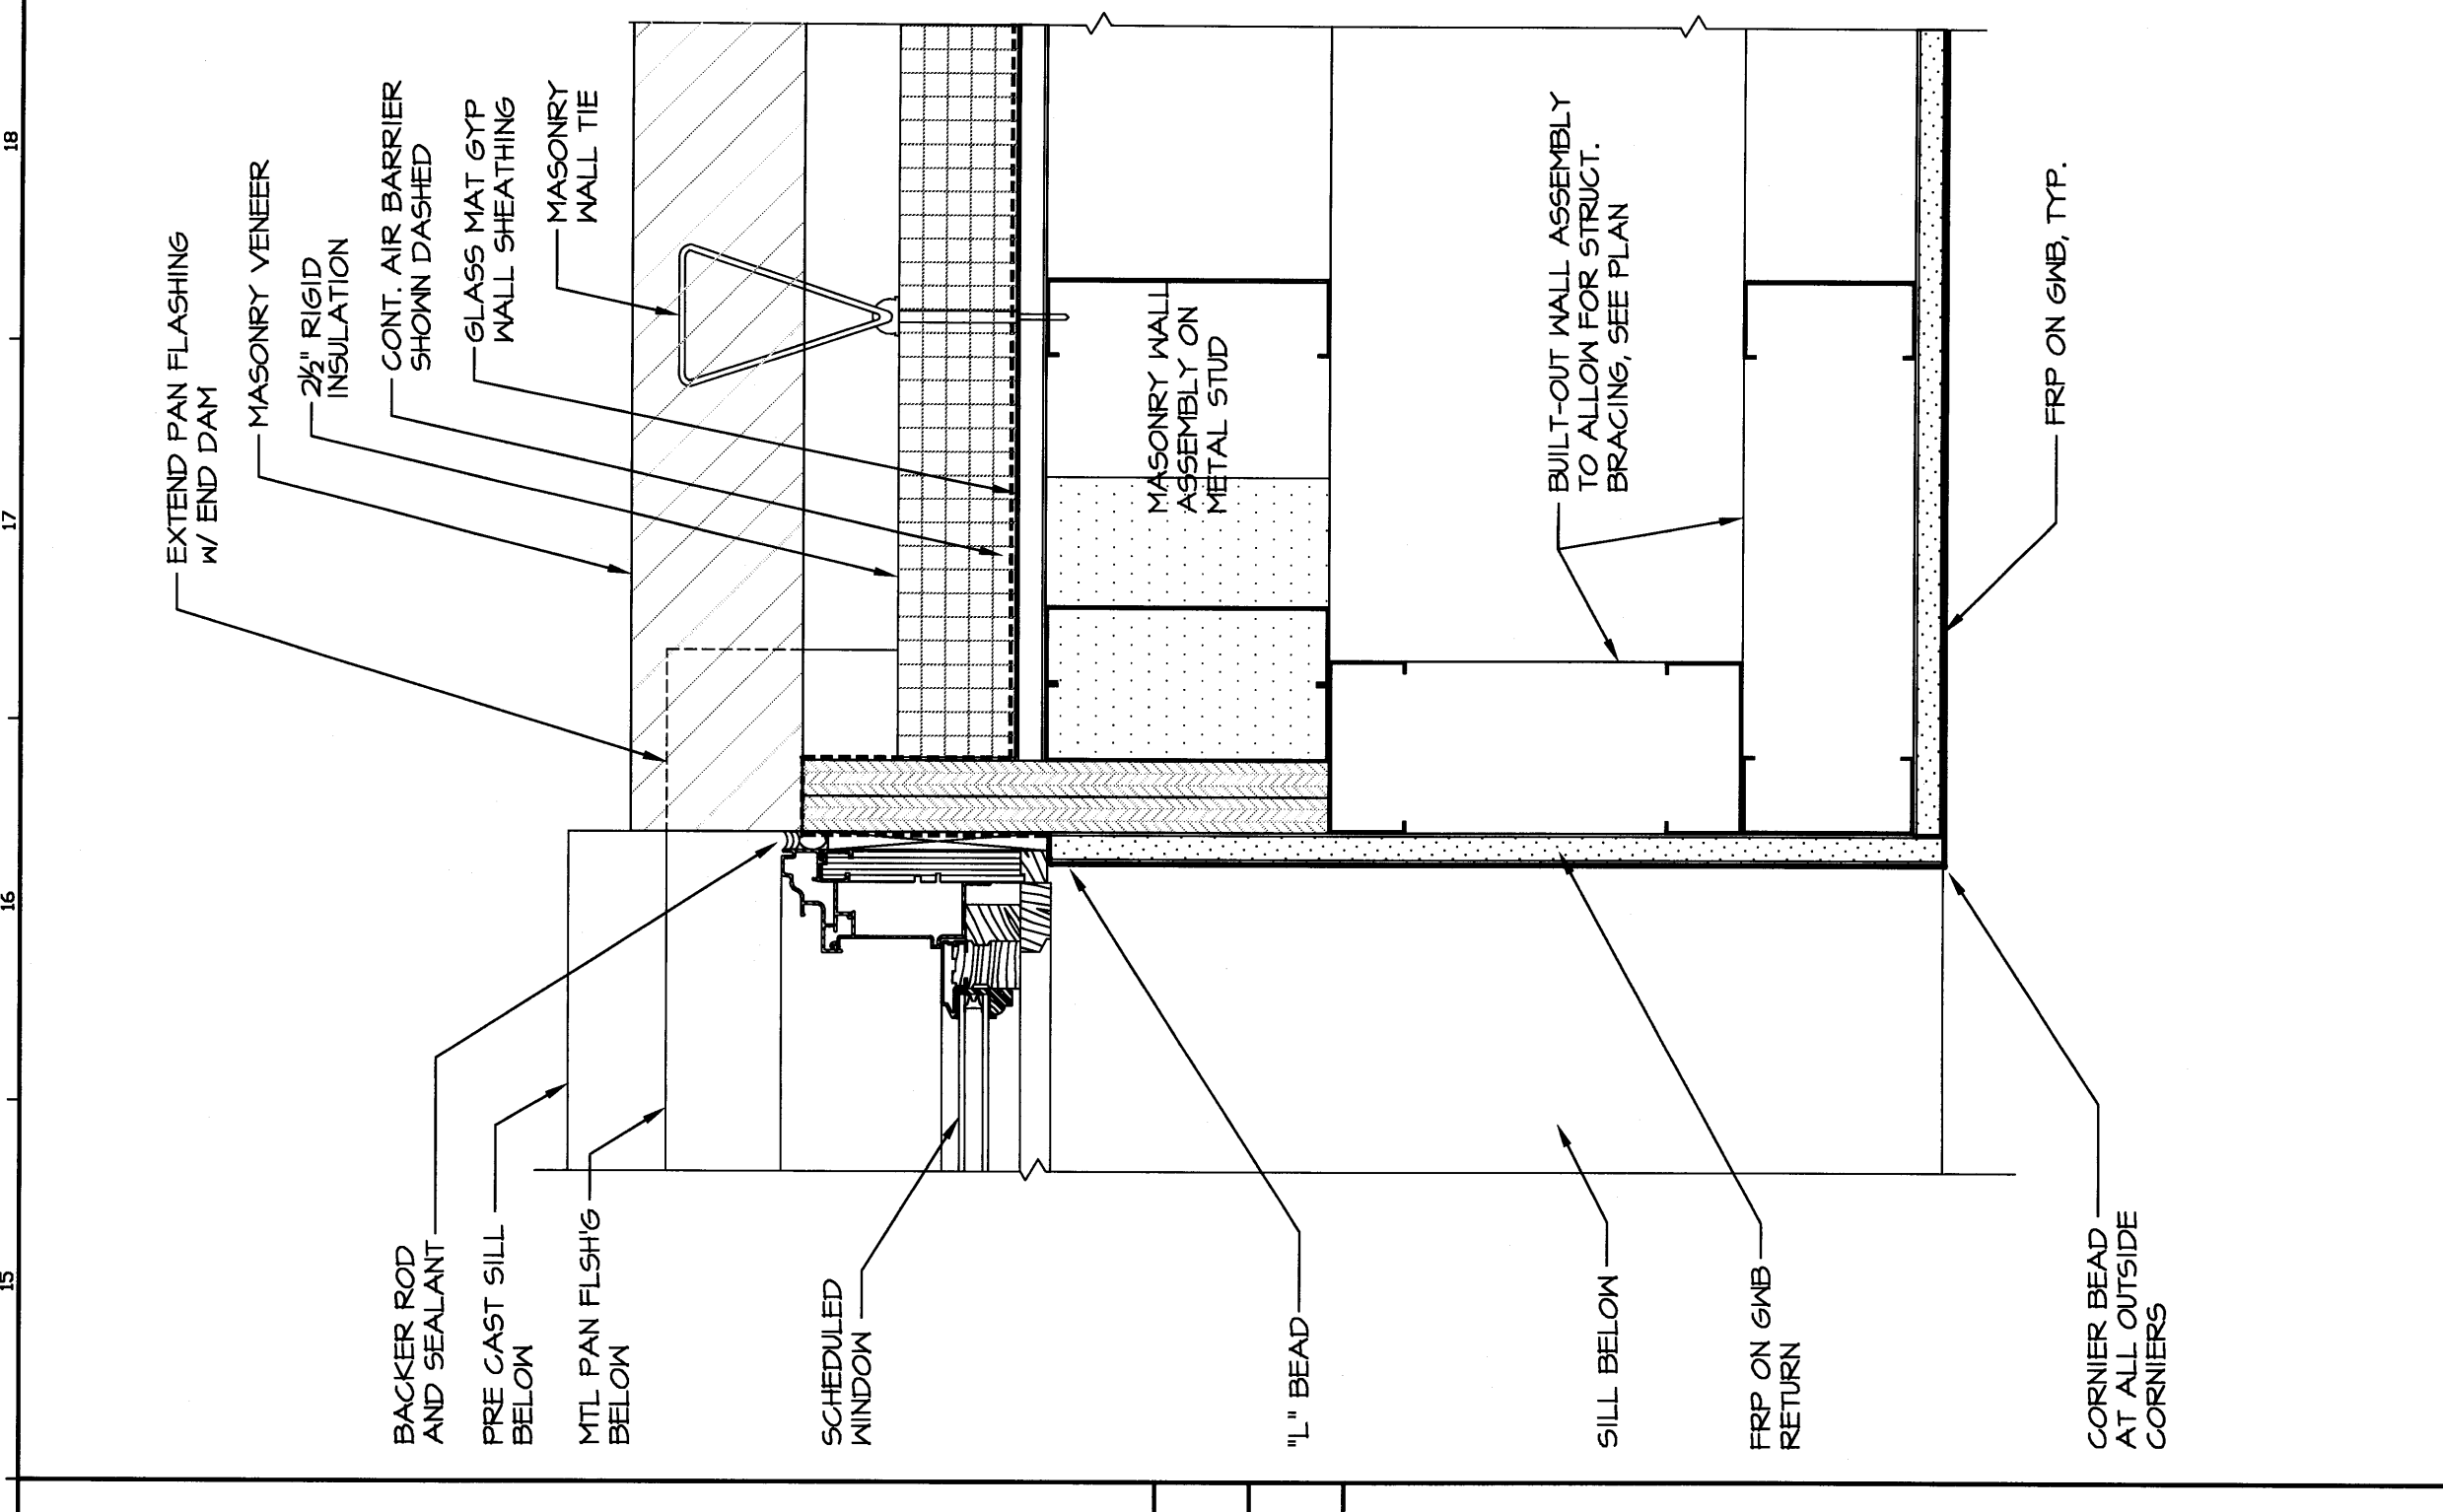 EXTEND PAN FLASHING
W/ END DAM
MASONRY VENEER
2½" RIGID
INSULATION
CONT. AIR BARRIER
SHOWN DASHED
GLASS MAT GYP
WALL SHEATHING
MASONRY
WALL TIE
MASONRY WALL
ASSEMBLY ON
METAL STUD
BUILT-OUT WALL ASSEMBLY
TO ALLOW FOR STRUCT.
BRACING, SEE PLAN
FRP ON GWB, TYP.
BACKER ROD
AND SEALANT
PRE CAST SILL
BELOW
MTL PAN FLSH'G
BELOW
SCHEDULED
WINDOW
"L" BEAD
SILL BELOW
FRP ON GWB
RETURN
CORNIER BEAD
AT ALL OUTSIDE
CORNIERS
15
16
17
18